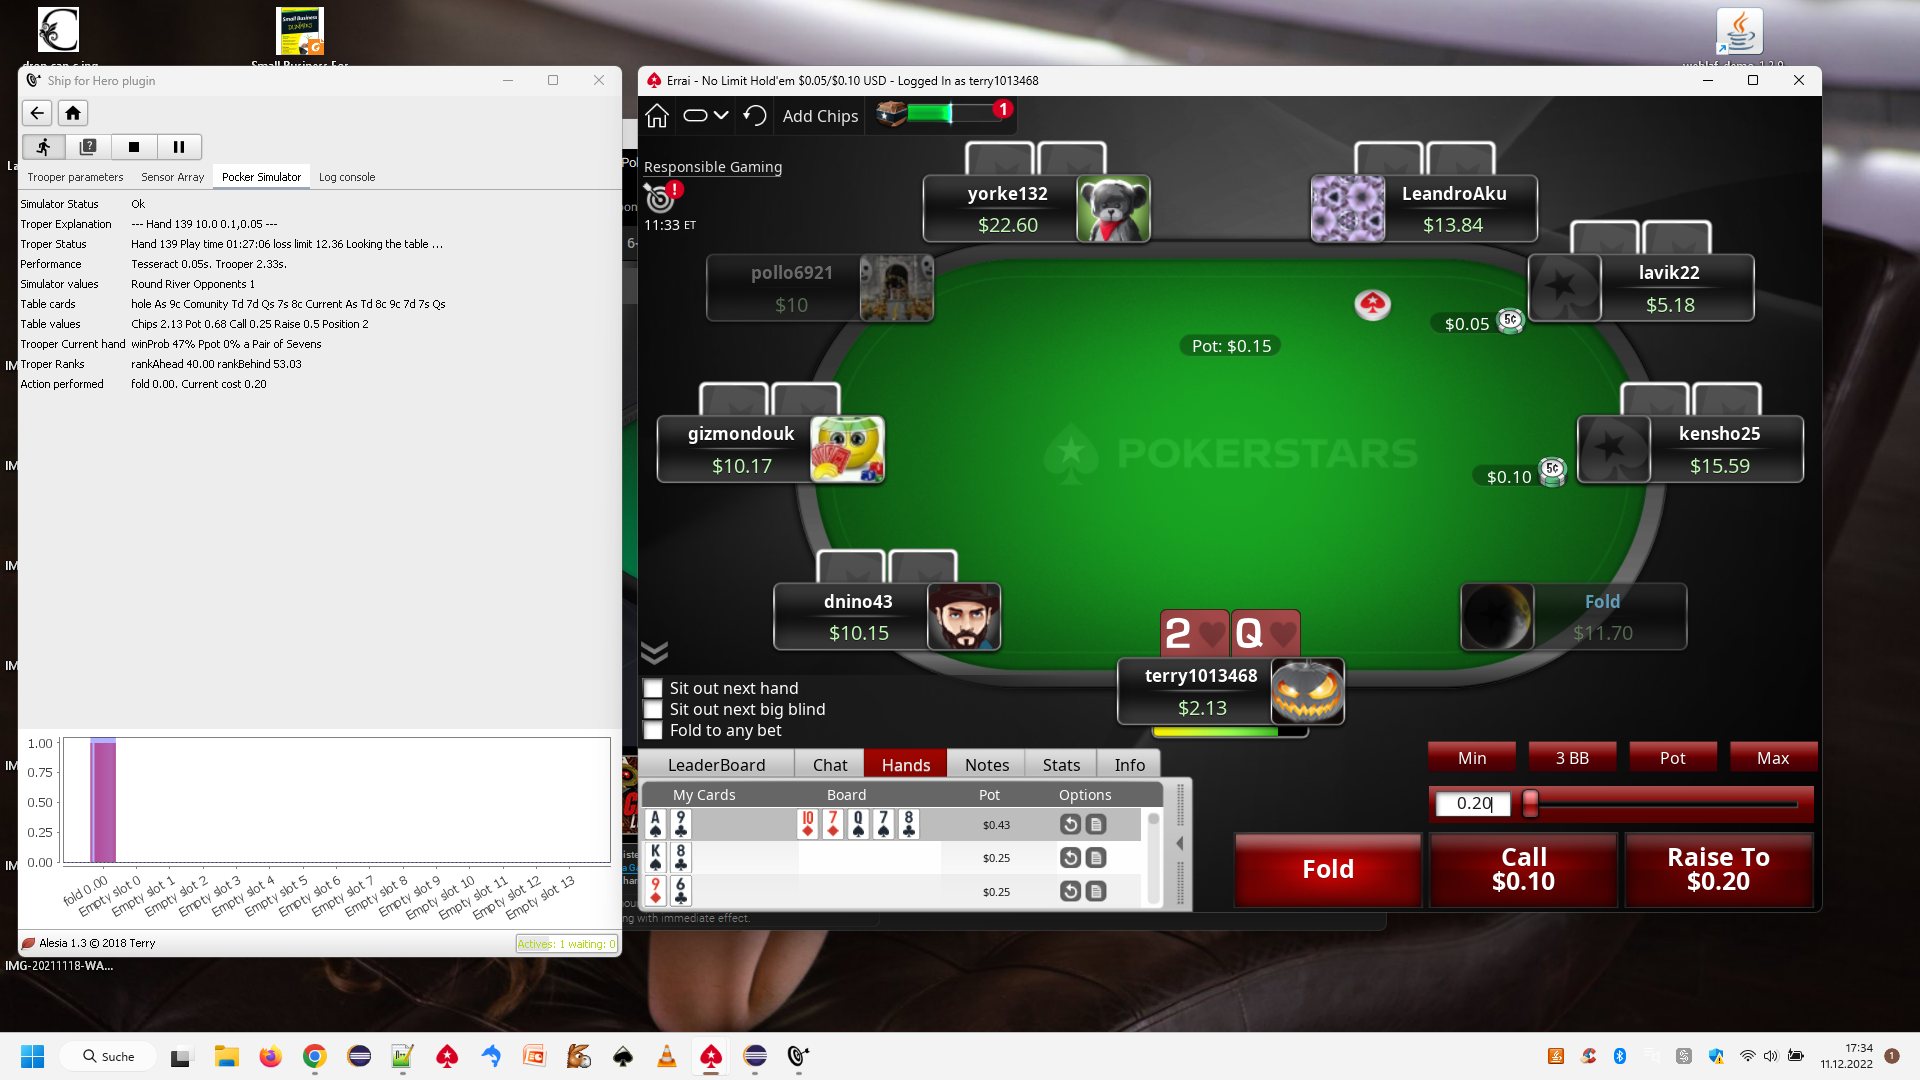 Ship for Hero plugin
Trooper parameters
Sensor Array
Pocker Simulator
Log console
Simulator Status Ok
Troper Explanation --- Hand 139 10.0 0.1,0.05 ---
Troper Status Hand 139 Play time 01:27:06 loss limit 12.36 Looking the table ...
Performance Tesseract 0.05s. Trooper 2.33s.
Simulator values Round River Opponents 1
Table cards hole As 9c Comunity Td 7d Qs 7s 8c Current As Td 8c 9c 7d 7s Qs
Table values Chips 2.13 Pot 0.68 Call 0.25 Raise 0.5 Position 2
Trooper Current hand winProb 47% Ppot 0% a Pair of Sevens
Troper Ranks rankAhead 40.00 rankBehind 53.03
Action performed fold 0.00. Current cost 0.20
1.00
0.75
0.50
0.25
0.00
fold 0.00
Empty slot 0
Empty slot 1
Empty slot 2
Empty slot 3
Empty slot 4
Empty slot 5
Empty slot 6
Empty slot 7
Empty slot 8
Empty slot 9
Empty slot 10
Empty slot 11
Empty slot 12
Empty slot 13
Alesia 1.3 © 2018 Terry
Actives: 1 waiting: 0
IMG-20211118-WA...
Errai - No Limit Hold'em $0.05/$0.10 USD - Logged In as terry1013468
Add Chips
1
Responsible Gaming
11:33 ET
yorke132
$22.60
LeandroAku
$13.84
pollo6921
$10
lavik22
$5.18
$0.05
5¢
Pot: $0.15
gizmondouk
$10.17
POKERSTARS
kensho25
$15.59
$0.10
5¢
dnino43
$10.15
2 Q
Fold
$11.70
terry1013468
$2.13
Sit out next hand
Sit out next big blind
Fold to any bet
LeaderBoard
Chat
Hands
Notes
Stats
Info
My Cards Board Pot Options
A 9 10 7 Q 7 8 $0.43
K 8 $0.25
9 6 $0.25
ng with immediate effect.
Min
3 BB
Pot
Max
0.20
Fold
Call
$0.10
Raise To
$0.20
Suche
17:34
11.12.2022
1